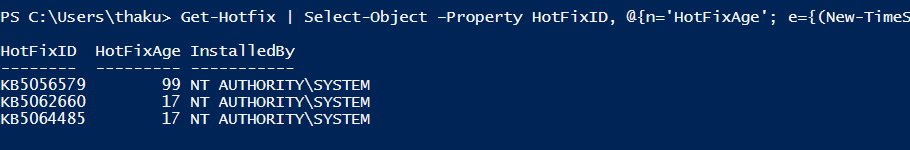 PS C:\Users\thaku> Get-Hotfix | Select-Object –Property HotFixID, @{n='HotFixAge'; e={(New-TimeS
HotFixID HotFixAge InstalledBy
-------- --------- -----------
KB5056579 99 NT AUTHORITY\SYSTEM
KB5062660 17 NT AUTHORITY\SYSTEM
KB5064485 17 NT AUTHORITY\SYSTEM